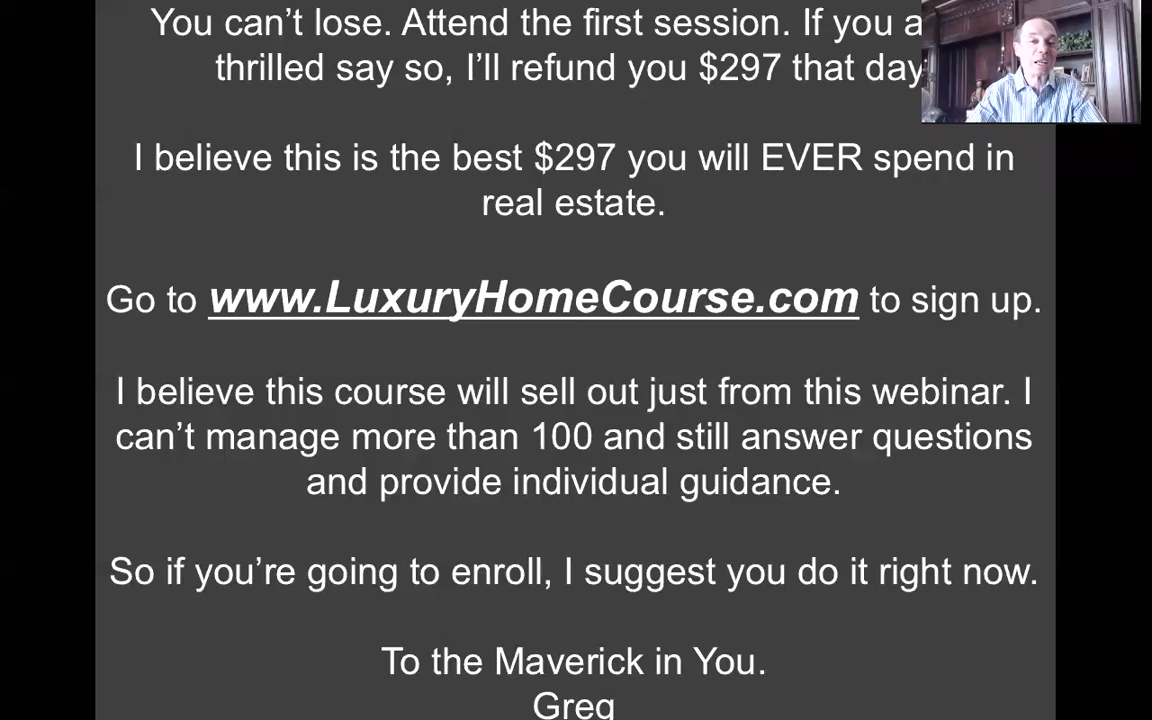 You can’t lose. Attend the first session. If you a
thrilled say so, I’ll refund you $297 that day
I believe this is the best $297 you will EVER spend in
real estate.
Go to www.LuxuryHomeCourse.com to sign up.
I believe this course will sell out just from this webinar. I
can’t manage more than 100 and still answer questions
and provide individual guidance.
So if you’re going to enroll, I suggest you do it right now.
To the Maverick in You.
Greg